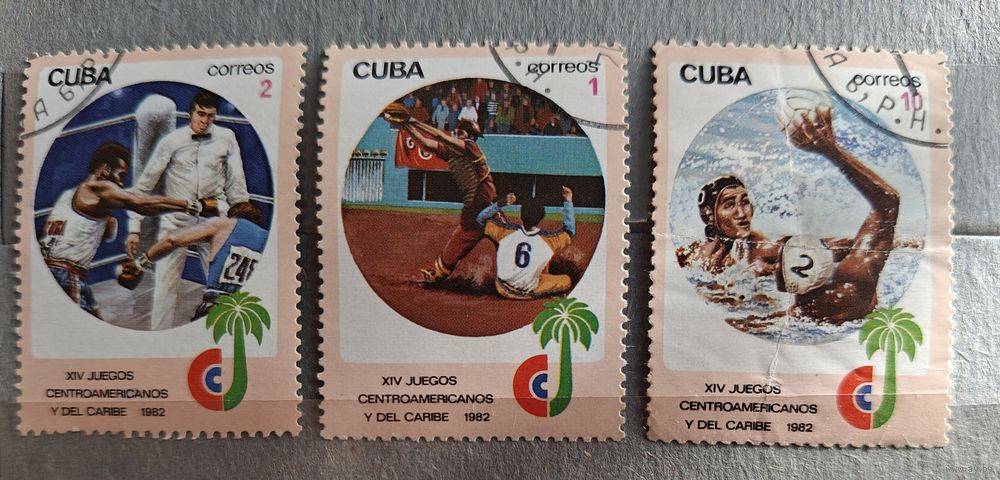 CUBA correos
2
24
XIV JUEGOS
CENTROAMERICANOS
Y DEL CARIBE 1982
CUBA correos
1
6
XIV JUEGOS
CENTROAMERICANOS
Y DEL CARIBE 1982
CUBA correos
10
2
XIV JUEGOS
CENTROAMERICANOS
Y DEL CARIBE 1982